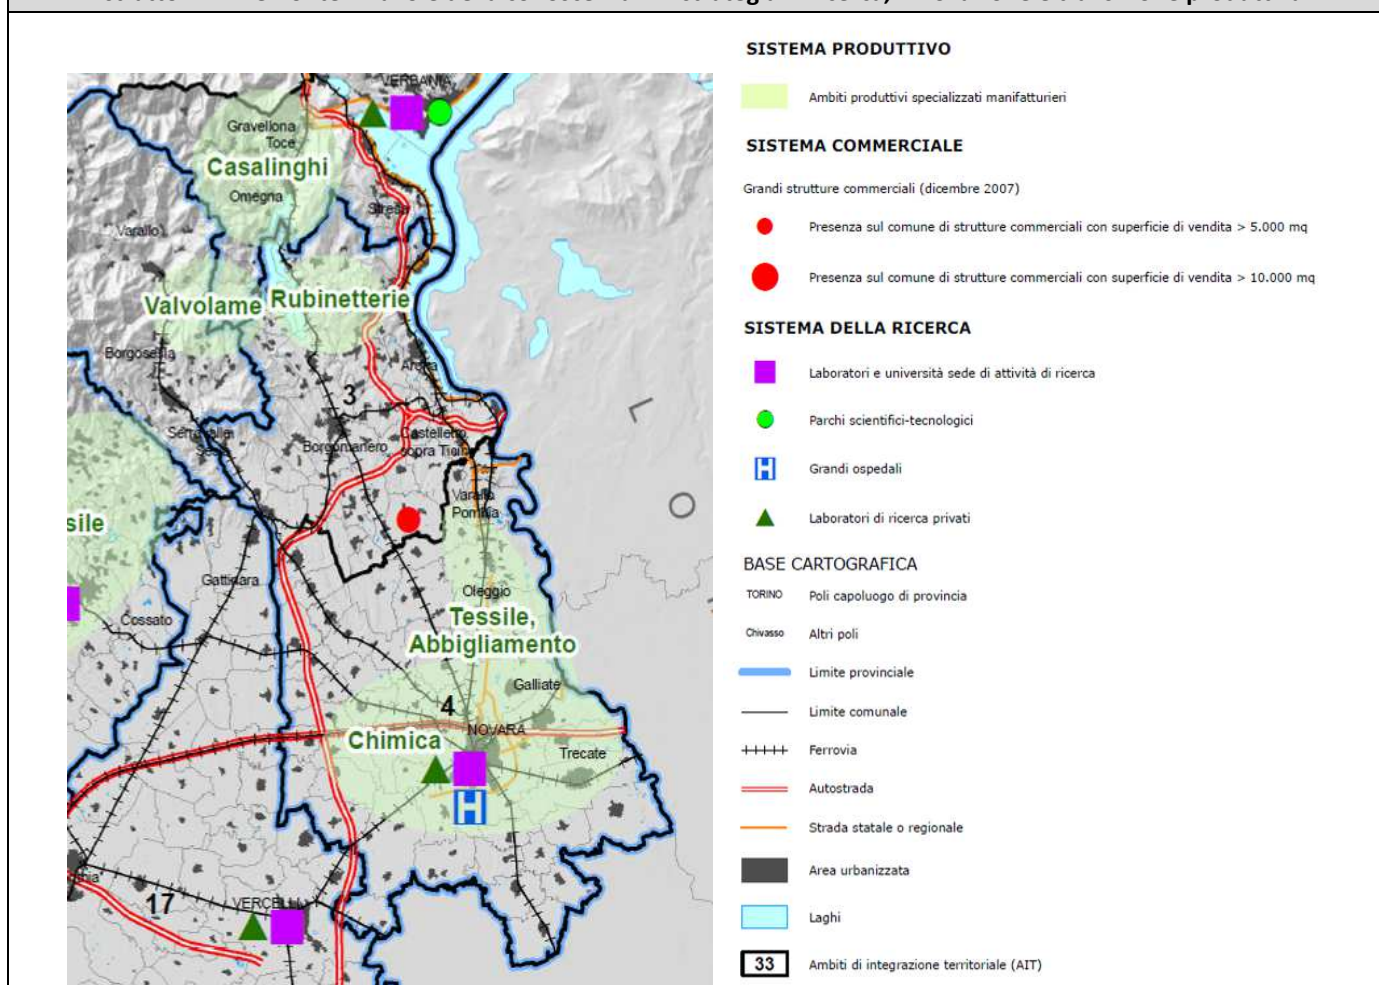 SISTEMA PRODUTTIVO
Ambiti produttivi specializzati manifatturieri
SISTEMA COMMERCIALE
Grandi strutture commerciali (dicembre 2007)
Presenza sul comune di strutture commerciali con superficie di vendita > 5.000 mq
Presenza sul comune di strutture commerciali con superficie di vendita > 10.000 mq
SISTEMA DELLA RICERCA
Laboratori e università sede di attività di ricerca
Parchi scientifici-tecnologici
H
Grandi ospedali
Laboratori di ricerca privati
BASE CARTOGRAFICA
TORINO Poli capoluogo di provincia
Chivasso Altri poli
Limite provinciale
Limite comunale
Ferrovia
Autostrada
Strada statale o regionale
Area urbanizzata
Laghi
33 Ambiti di integrazione territoriale (AIT)
VERBANIA
Gravellona
Toce
Casalinghi
Omegna
Stresa
Varallo
Valvolame
Rubinetterie
Borgosesia
Arona
3
Serravalle
Sesia
Borgomanero
Castelletto
sopra Ticino
L
O
Varallo
Pombia
sile
Gattinara
Oleggio
Cossato
Tessile,
Abbigliamento
Galliate
4
NOVARA
Chimica
Trecate
H
17
VERCELLI